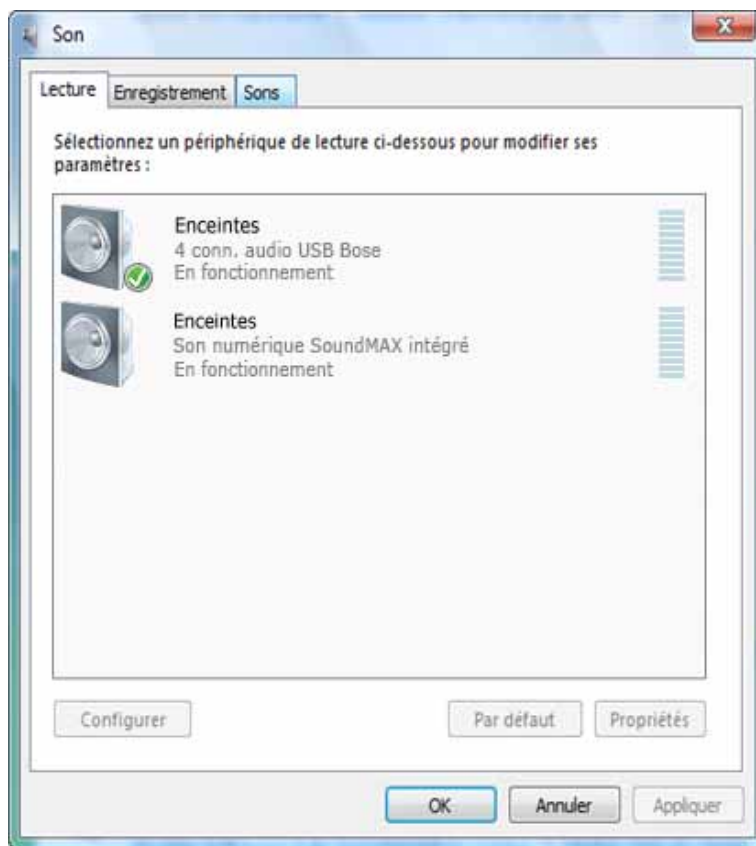 Son
Lecture Enregistrement Sons
Sélectionnez un périphérique de lecture ci-dessous pour modifier ses
paramètres :
Enceintes
4 conn. audio USB Bose
En fonctionnement
Enceintes
Son numérique SoundMAX intégré
En fonctionnement
Configurer Par défaut Propriétés
OK Annuler Appliquer